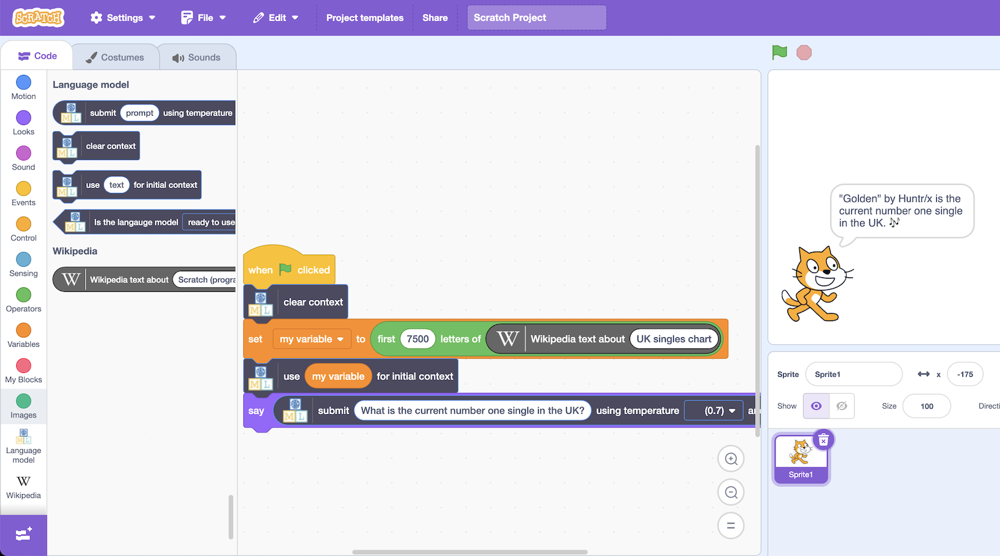 SCRATCH
Settings
File
Edit
Project templates
Share
Scratch Project
Code
Costumes
Sounds
Motion
Looks
Sound
Events
Control
Sensing
Operators
Variables
My Blocks
Images
Language
model
Wikipedia
Language model
M L submit prompt using temperature
M L clear context
M L use text for initial context
M L Is the langauge model ready to use
Wikipedia
W Wikipedia text about Scratch (progra
when clicked
M L clear context
set my variable to first 7500 letters of W Wikipedia text about UK singles chart
M L use my variable for initial context
say M L submit What is the current number one single in the UK? using temperature (0.7) an
"Golden" by Huntr/x is the
current number one single
in the UK. 🎶
Sprite Sprite1 x -175
Show Size 100 Directi
Sprite1